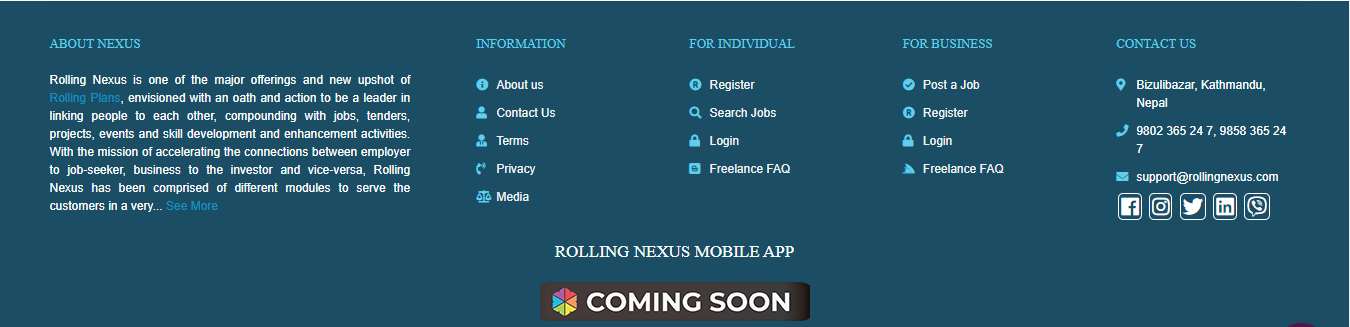 ABOUT NEXUS
Rolling Nexus is one of the major offerings and new upshot of
Rolling Plans, envisioned with an oath and action to be a leader in
linking people to each other, compounding with jobs, tenders,
projects, events and skill development and enhancement activities.
With the mission of accelerating the connections between employer
to job-seeker, business to the investor and vice-versa, Rolling
Nexus has been comprised of different modules to serve the
customers in a very... See More
INFORMATION
About us
Contact Us
Terms
Privacy
Media
FOR INDIVIDUAL
Register
Search Jobs
Login
Freelance FAQ
FOR BUSINESS
Post a Job
Register
Login
Freelance FAQ
CONTACT US
Bizulibazar, Kathmandu,
Nepal
9802 365 24 7, 9858 365 24
7
support@rollingnexus.com
ROLLING NEXUS MOBILE APP
COMING SOON